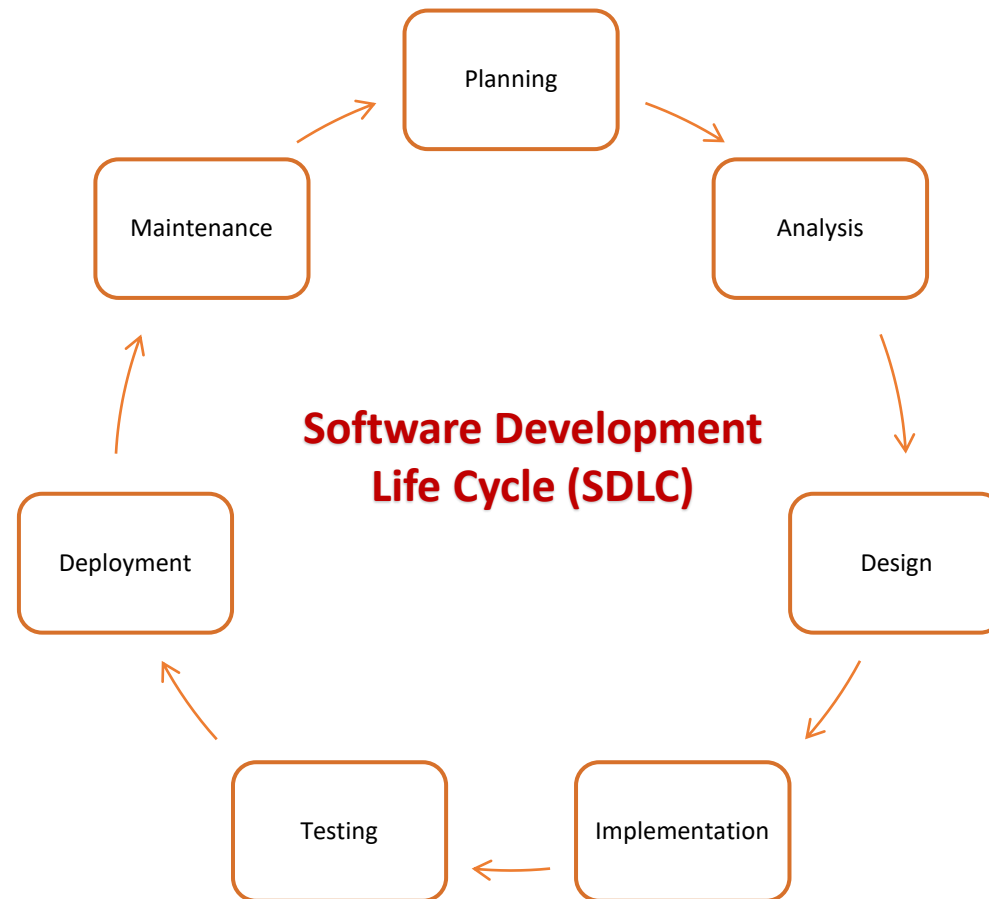 Planning
Maintenance
Analysis
Software Development
Life Cycle (SDLC)
Deployment
Design
Testing
Implementation